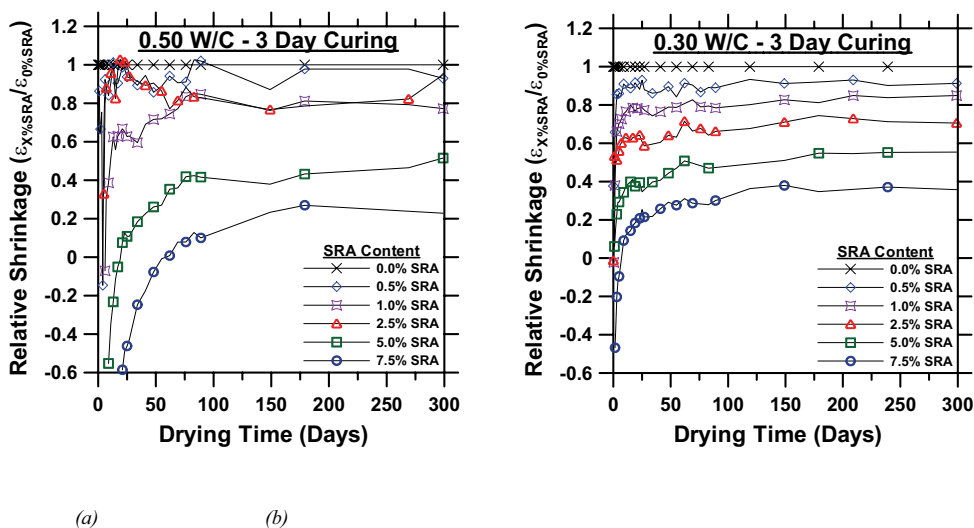 0.50 W/C - 3 Day Curing
Relative Shrinkage (εX%SRA/ε0%SRA)
1.2
1
0.8
0.6
0.4
0.2
0
-0.2
-0.4
-0.6
SRA Content
0.0% SRA
0.5% SRA
1.0% SRA
2.5% SRA
5.0% SRA
7.5% SRA
0 50 100 150 200 250 300
Drying Time (Days)
0.30 W/C - 3 Day Curing
Relative Shrinkage (εX%SRA/ε0%SRA)
1.2
1
0.8
0.6
0.4
0.2
0
-0.2
-0.4
-0.6
SRA Content
0.0% SRA
0.5% SRA
1.0% SRA
2.5% SRA
5.0% SRA
7.5% SRA
0 50 100 150 200 250 300
Drying Time (Days)
(a) (b)